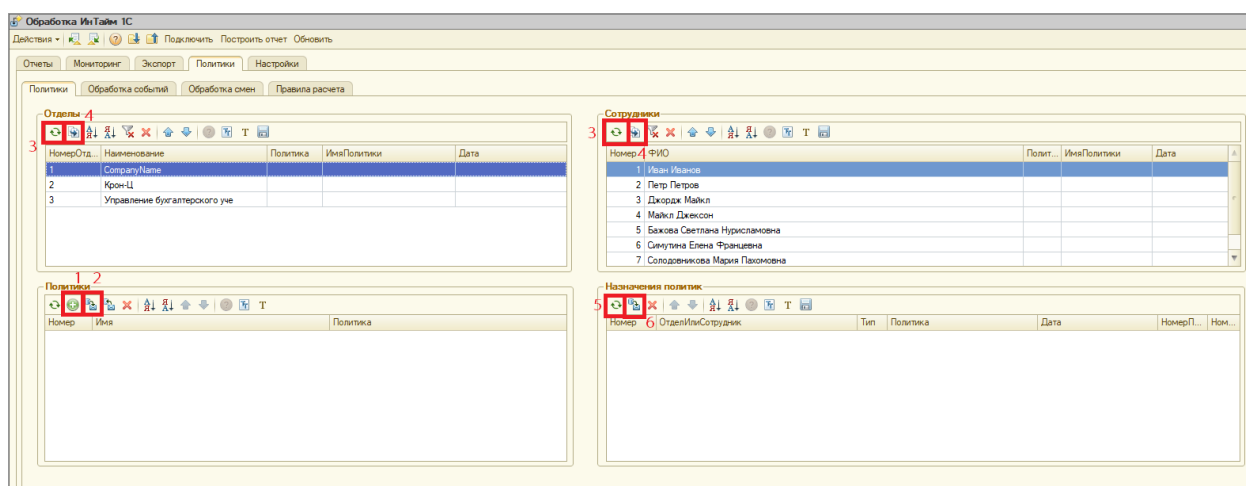 Обработка ИнТайм 1С
Действия Подключить Построить отчет Обновить
Отчеты Мониторинг Экспорт Политики Настройки
Политики Обработка событий Обработка смен Правила расчета
Отделы 4
3
НомерОтд... Наименование Политика ИмяПолитики Дата
1 CompanyName
2 Крон-Ц
3 Управление бухгалтерского уче
Сотрудники
3
Номер 4 ФИО Полит... ИмяПолитики Дата
1 Иван Иванов
2 Петр Петров
3 Джордж Майкл
4 Майкл Джексон
5 Бажова Светлана Нурисламовна
6 Симутина Елена Францевна
7 Солодовникова Мария Пахомовна
1 2
Политики
Номер Имя Политика
Назначения политик
5
Номер 6 ОтделИлиСотрудник Тип Политика Дата НомерП... Ном...